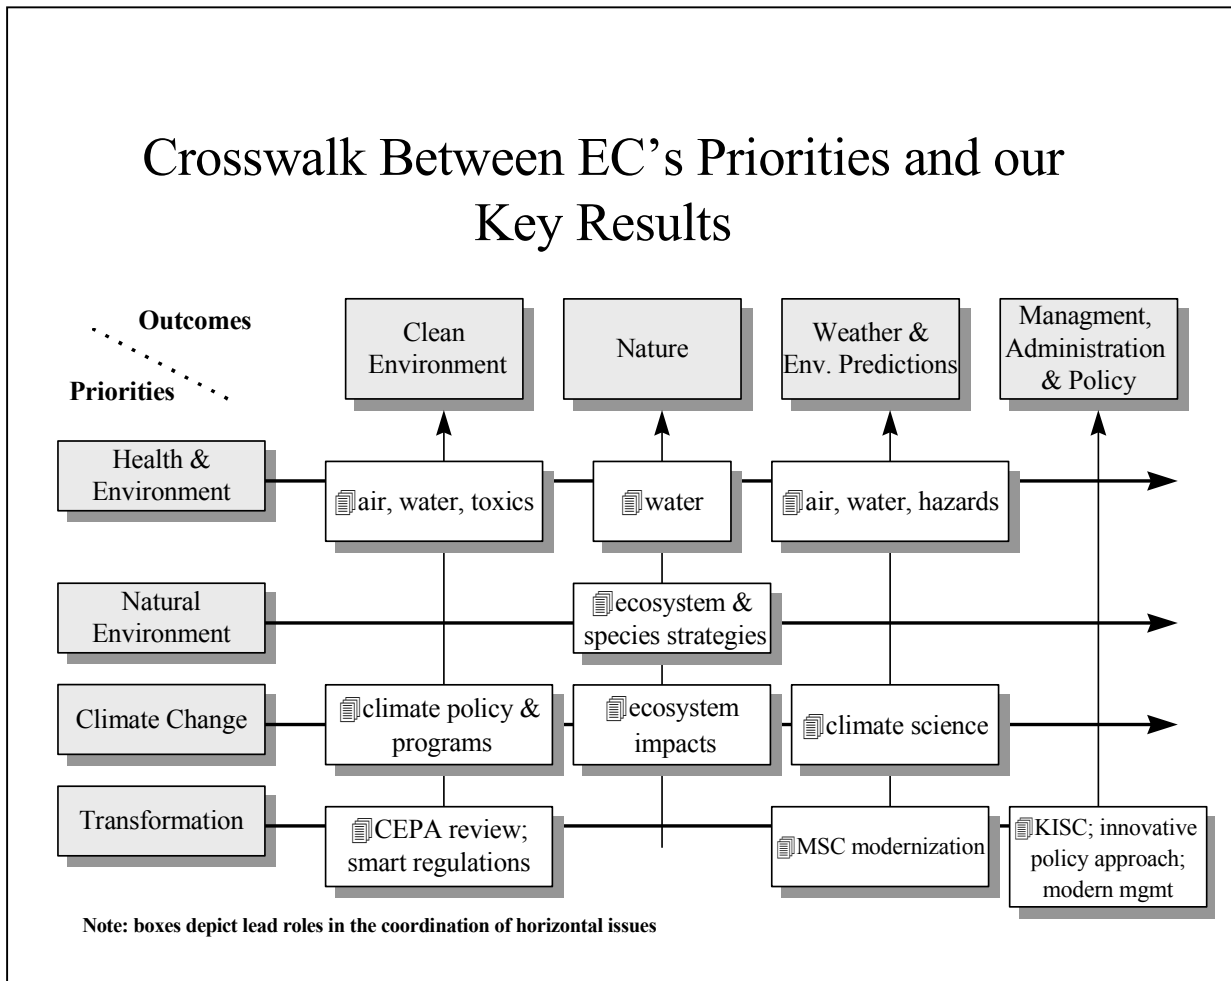 Crosswalk Between EC’s Priorities and our
Key Results
Outcomes
Priorities
Clean
Environment
Nature
Weather &
Env. Predictions
Managment,
Administration
& Policy
Health &
Environment
air, water, toxics
water
air, water, hazards
Natural
Environment
ecosystem &
species strategies
Climate Change
climate policy &
programs
ecosystem
impacts
climate science
Transformation
CEPA review;
smart regulations
MSC modernization
KISC; innovative
policy approach;
modern mgmt
Note: boxes depict lead roles in the coordination of horizontal issues